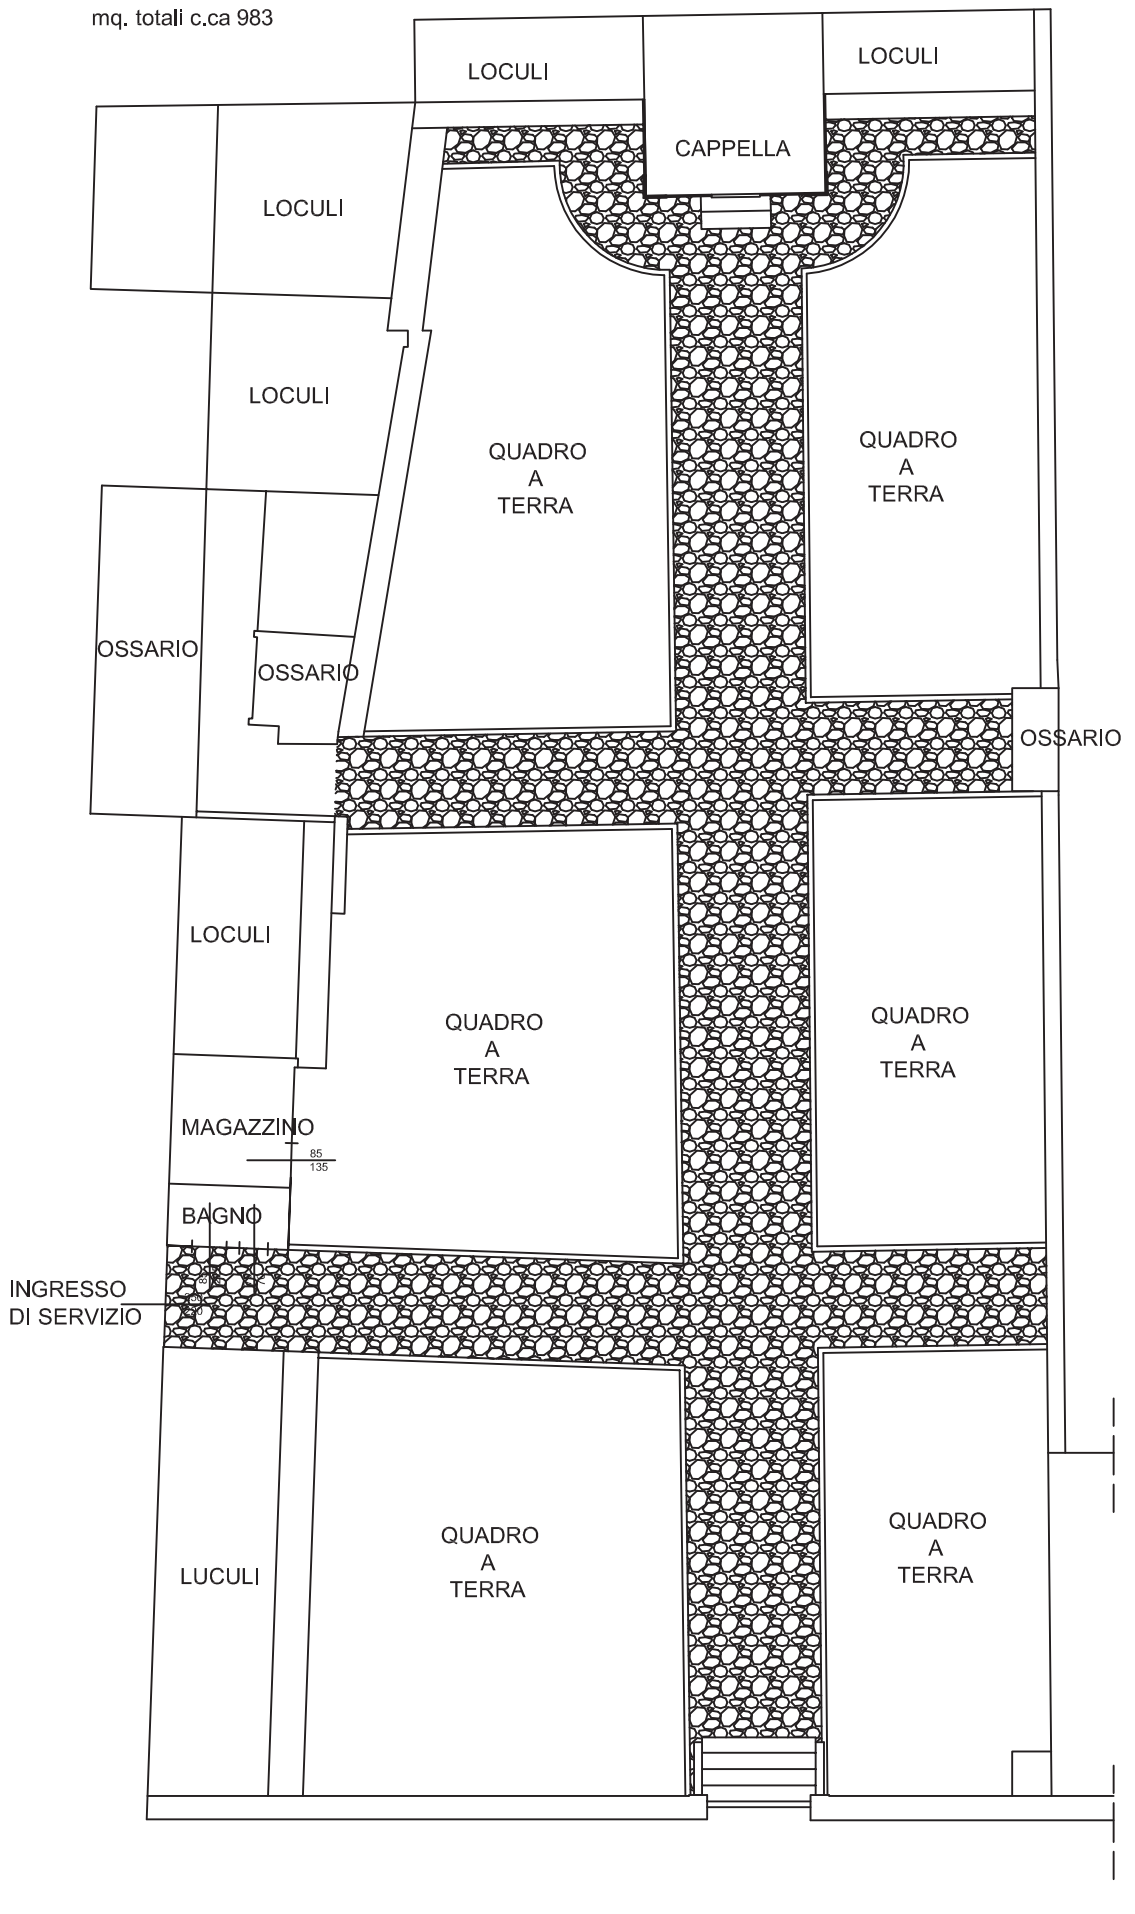 mq. totali c.ca 983
LOCULI
LOCULI
CAPPELLA
LOCULI
LOCULI
QUADRO
A
TERRA
QUADRO
A
TERRA
OSSARIO
OSSARIO
OSSARIO
LOCULI
QUADRO
A
TERRA
QUADRO
A
TERRA
MAGAZZINO
85
135
BAGNO
INGRESSO
DI SERVIZIO
QUADRO
A
TERRA
QUADRO
A
TERRA
LUCULI